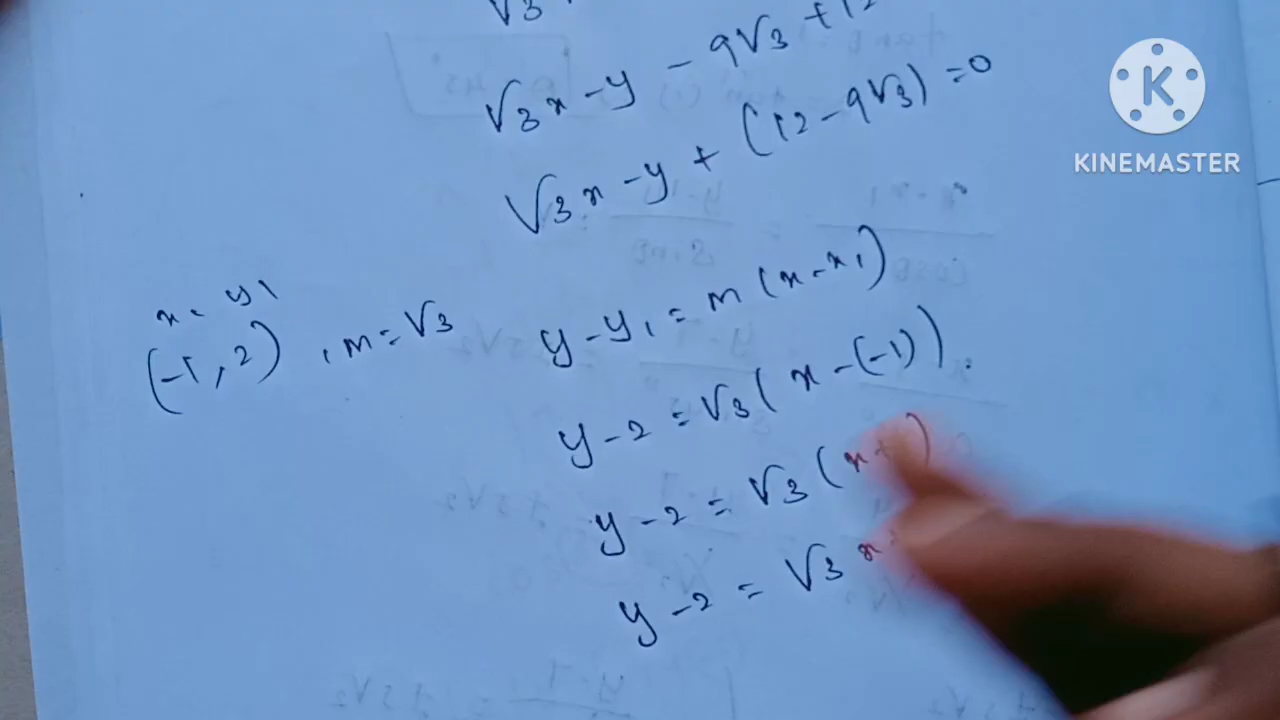 √3
√3x - y - 9√3 + 12
√3x - y + (12 - 9√3) = 0
x1 y1
(-1, 2), m = √3
y - y1 = m(x - x1)
y - 2 = √3(x - (-1)).
y - 2 = √3(x +
y - 2 = √3x
KINEMASTER